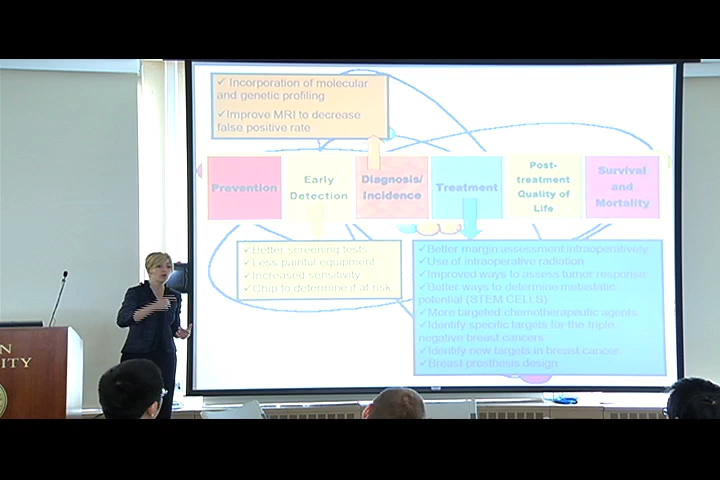 ✓ Incorporation of molecular
and genetic profiling
✓ Improve MRI to decrease
false positive rate
Prevention
Early
Detection
Diagnosis/
Incidence
Treatment
Post-
treatment
Quality of
Life
Survival
and
Mortality
✓ Better screening tests
✓ Less painful equipment
✓ Increased sensitivity
✓ Chip to determine if at risk
✓ Better margin assessment intraoperatively
✓ Use of intraoperative radiation
✓ Improved ways to assess tumor response
✓ Better ways to determine metastatic
potential (STEM CELLS)
✓ More targeted chemotherapeutic agents
✓ Identify specific targets for the triple
negative breast cancers
✓ Identify new targets in breast cancer
✓ Breast prosthesis design
N
SITY